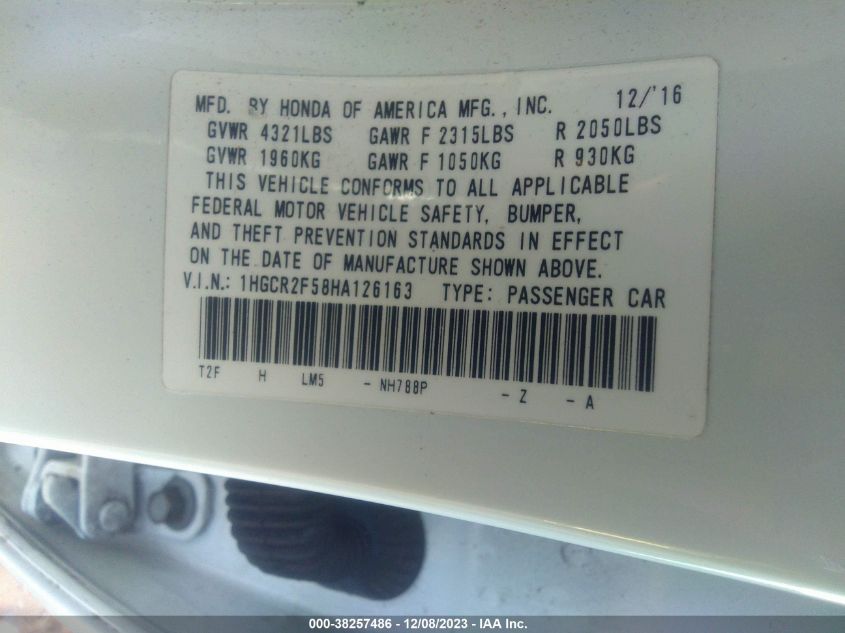 MFD. BY HONDA OF AMERICA MFG., INC. 12/'16
GVWR 4321LBS GAWR F 2315LBS R 2050LBS
GVWR 1960KG GAWR F 1050KG R 930KG
THIS VEHICLE CONFORMS TO ALL APPLICABLE
FEDERAL MOTOR VEHICLE SAFETY, BUMPER,
AND THEFT PREVENTION STANDARDS IN EFFECT
ON THE DATE OF MANUFACTURE SHOWN ABOVE.
V.I.N.: 1HGCR2F58HA126163 TYPE: PASSENGER CAR
T2F H LM5 - NH788P - Z - A
000-38257486 - 12/08/2023 - IAA Inc.